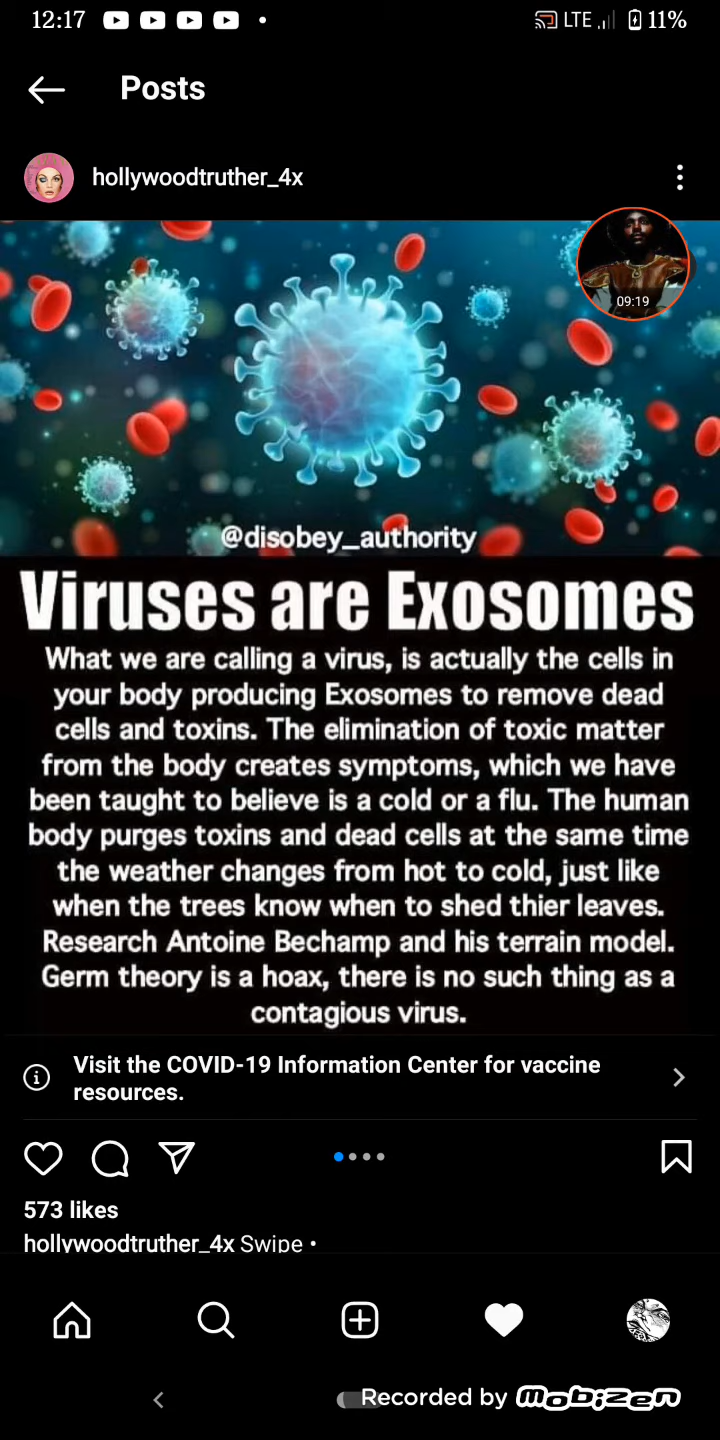 12:17
LTE 11%
Posts
hollywoodtruther_4x
09:19
@disobey_authority
Viruses are Exosomes
What we are calling a virus, is actually the cells in
your body producing Exosomes to remove dead
cells and toxins. The elimination of toxic matter
from the body creates symptoms, which we have
been taught to believe is a cold or a flu. The human
body purges toxins and dead cells at the same time
the weather changes from hot to cold, just like
when the trees know when to shed thier leaves.
Research Antoine Bechamp and his terrain model.
Germ theory is a hoax, there is no such thing as a
contagious virus.
Visit the COVID-19 Information Center for vaccine
resources.
573 likes
hollywoodtruther_4x Swipe •
Recorded by Mobizen